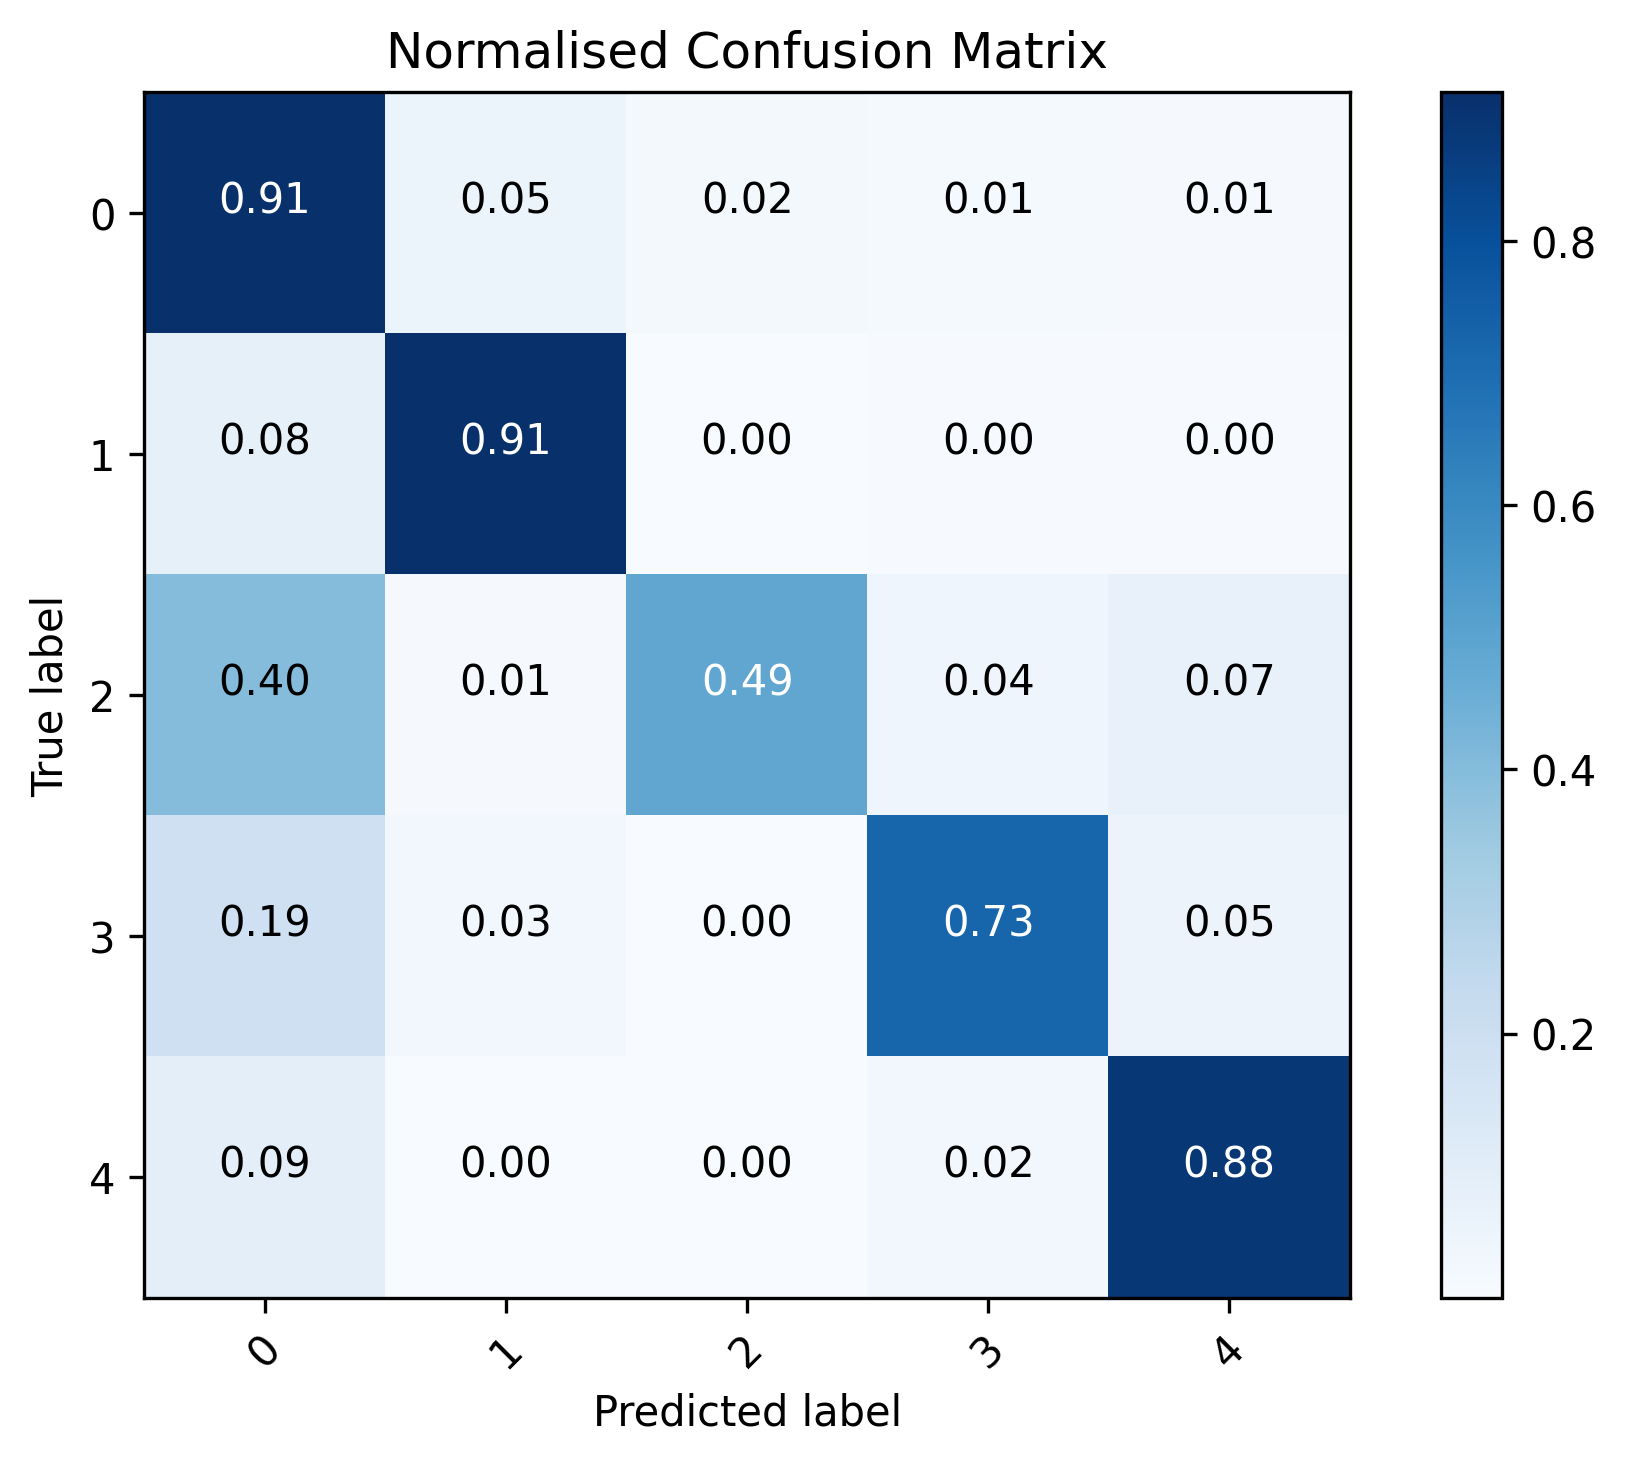 Normalised Confusion Matrix
0 0.91 0.05 0.02 0.01 0.01
1 0.08 0.91 0.00 0.00 0.00
2 0.40 0.01 0.49 0.04 0.07
3 0.19 0.03 0.00 0.73 0.05
4 0.09 0.00 0.00 0.02 0.88
0 1 2 3 4
Predicted label
True label
0.8
0.6
0.4
0.2